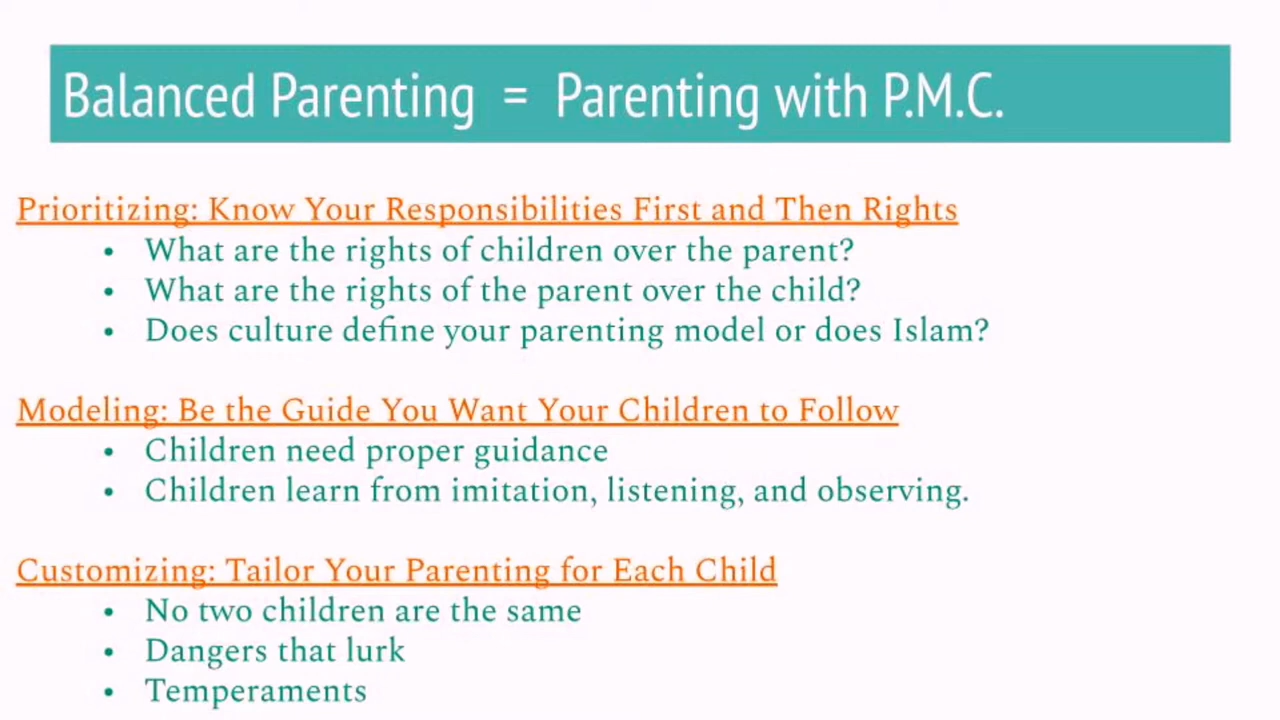 Balanced Parenting = Parenting with P.M.C.
Prioritizing: Know Your Responsibilities First and Then Rights
• What are the rights of children over the parent?
• What are the rights of the parent over the child?
• Does culture define your parenting model or does Islam?
Modeling: Be the Guide You Want Your Children to Follow
• Children need proper guidance
• Children learn from imitation, listening, and observing.
Customizing: Tailor Your Parenting for Each Child
• No two children are the same
• Dangers that lurk
• Temperaments